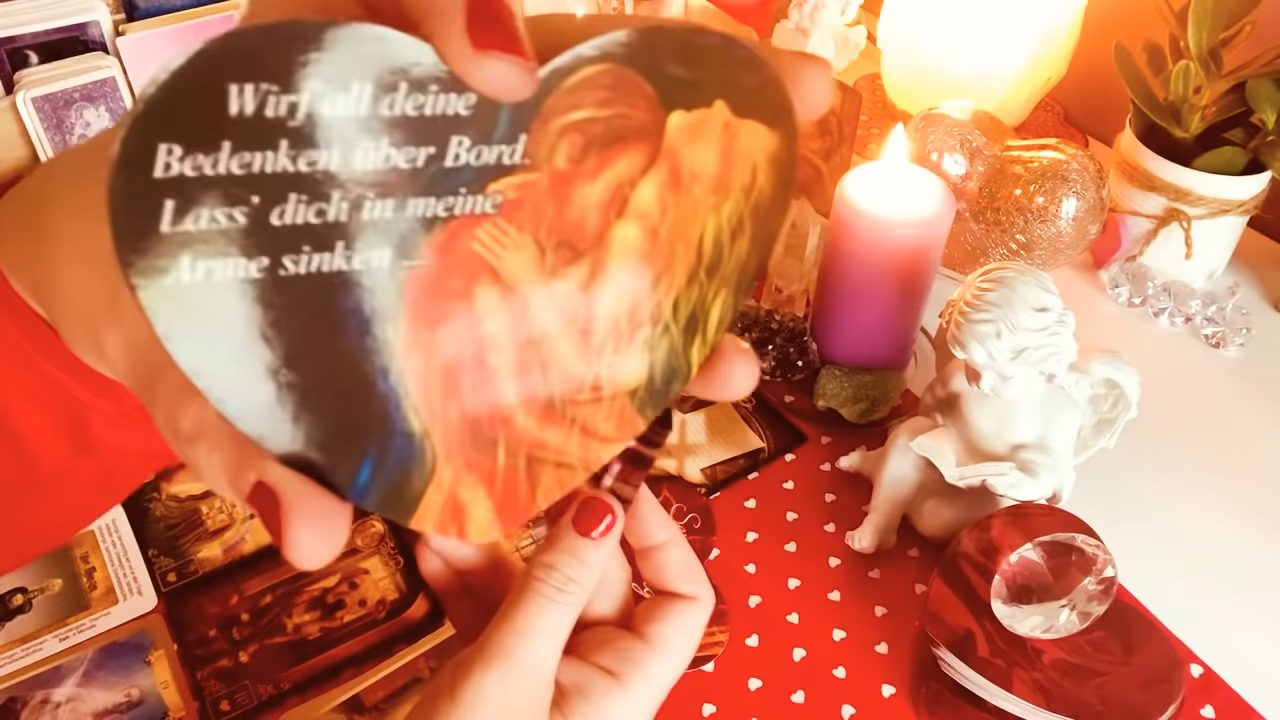 Wirf all deine
Bedenken über Bord.
Lass` dich in meine
Arme sinken –